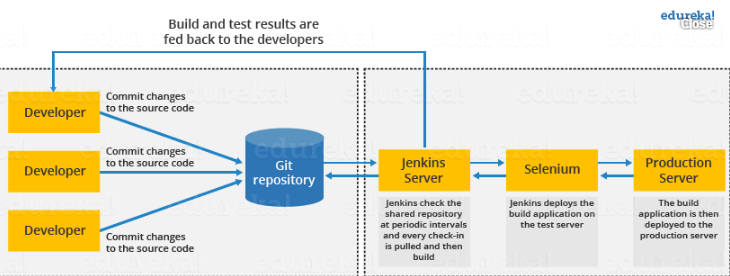 Build and test results are
fed back to the developers
edureka!
Close
Developer
Commit changes
to the source code
Developer
Commit changes
to the source code
Developer
Commit changes
to the source code
Git
repository
Jenkins
Server
Jenkins check the
shared repository
at periodic intervals
and every check-in
is pulled and then
build
Selenium
Jenkins deploys the
build application on
the test server
Production
Server
The build
application is then
deployed to the
production server